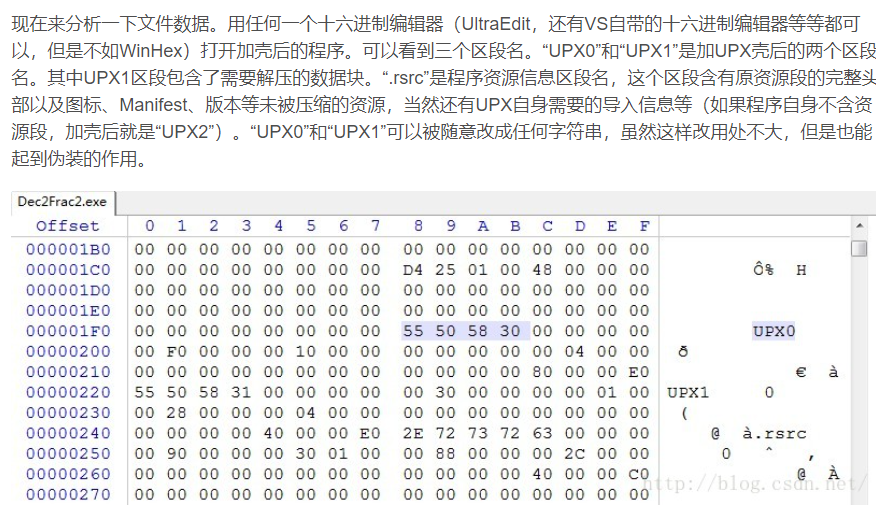 现在来分析一下文件数据。用任何一个十六进制编辑器（UltraEdit，还有VS自带的十六进制编辑器等等都可
以，但是不如WinHex）打开加壳后的程序。可以看到三个区段名。“UPX0”和“UPX1”是加UPX壳后的两个区段
名。其中UPX1区段包含了需要解压的数据块。“.rsrc”是程序资源信息区段名，这个区段含有原资源段的完整头
部以及图标、Manifest、版本等未被压缩的资源，当然还有UPX自身需要的导入信息等（如果程序自身不含资
源段，加壳后就是“UPX2”）。“UPX0”和“UPX1”可以被随意改成任何字符串，虽然这样改用处不大，但是也能
起到伪装的作用。
Dec2Frac2.exe
Offset 0 1 2 3 4 5 6 7 8 9 A B C D E F
000001B0 00 00 00 00 00 00 00 00 00 00 00 00 00 00 00 00
000001C0 00 00 00 00 00 00 00 00 D4 25 01 00 48 00 00 00 Ô% H
000001D0 00 00 00 00 00 00 00 00 00 00 00 00 00 00 00 00
000001E0 00 00 00 00 00 00 00 00 00 00 00 00 00 00 00 00
000001F0 00 00 00 00 00 00 00 00 55 50 58 30 00 00 00 00 UPX0
00000200 00 F0 00 00 00 10 00 00 00 00 00 00 00 04 00 00 ð
00000210 00 00 00 00 00 00 00 00 00 00 00 00 80 00 00 E0 € à
00000220 55 50 58 31 00 00 00 00 00 30 00 00 00 00 01 00 UPX1 0
00000230 00 28 00 00 00 04 00 00 00 00 00 00 00 00 00 00 (
00000240 00 00 00 00 40 00 00 E0 2E 72 73 72 63 00 00 00 @ à.rsrc
00000250 00 90 00 00 00 30 01 00 00 88 00 00 00 2C 00 00 0 ˆ ,
00000260 00 00 00 00 00 00 00 00 00 00 00 00 40 00 00 C0 @ À
00000270 00 00 00 00 00 00 00 00 00 00 00 00 00 00 00 00
http://blog.csdn.net/